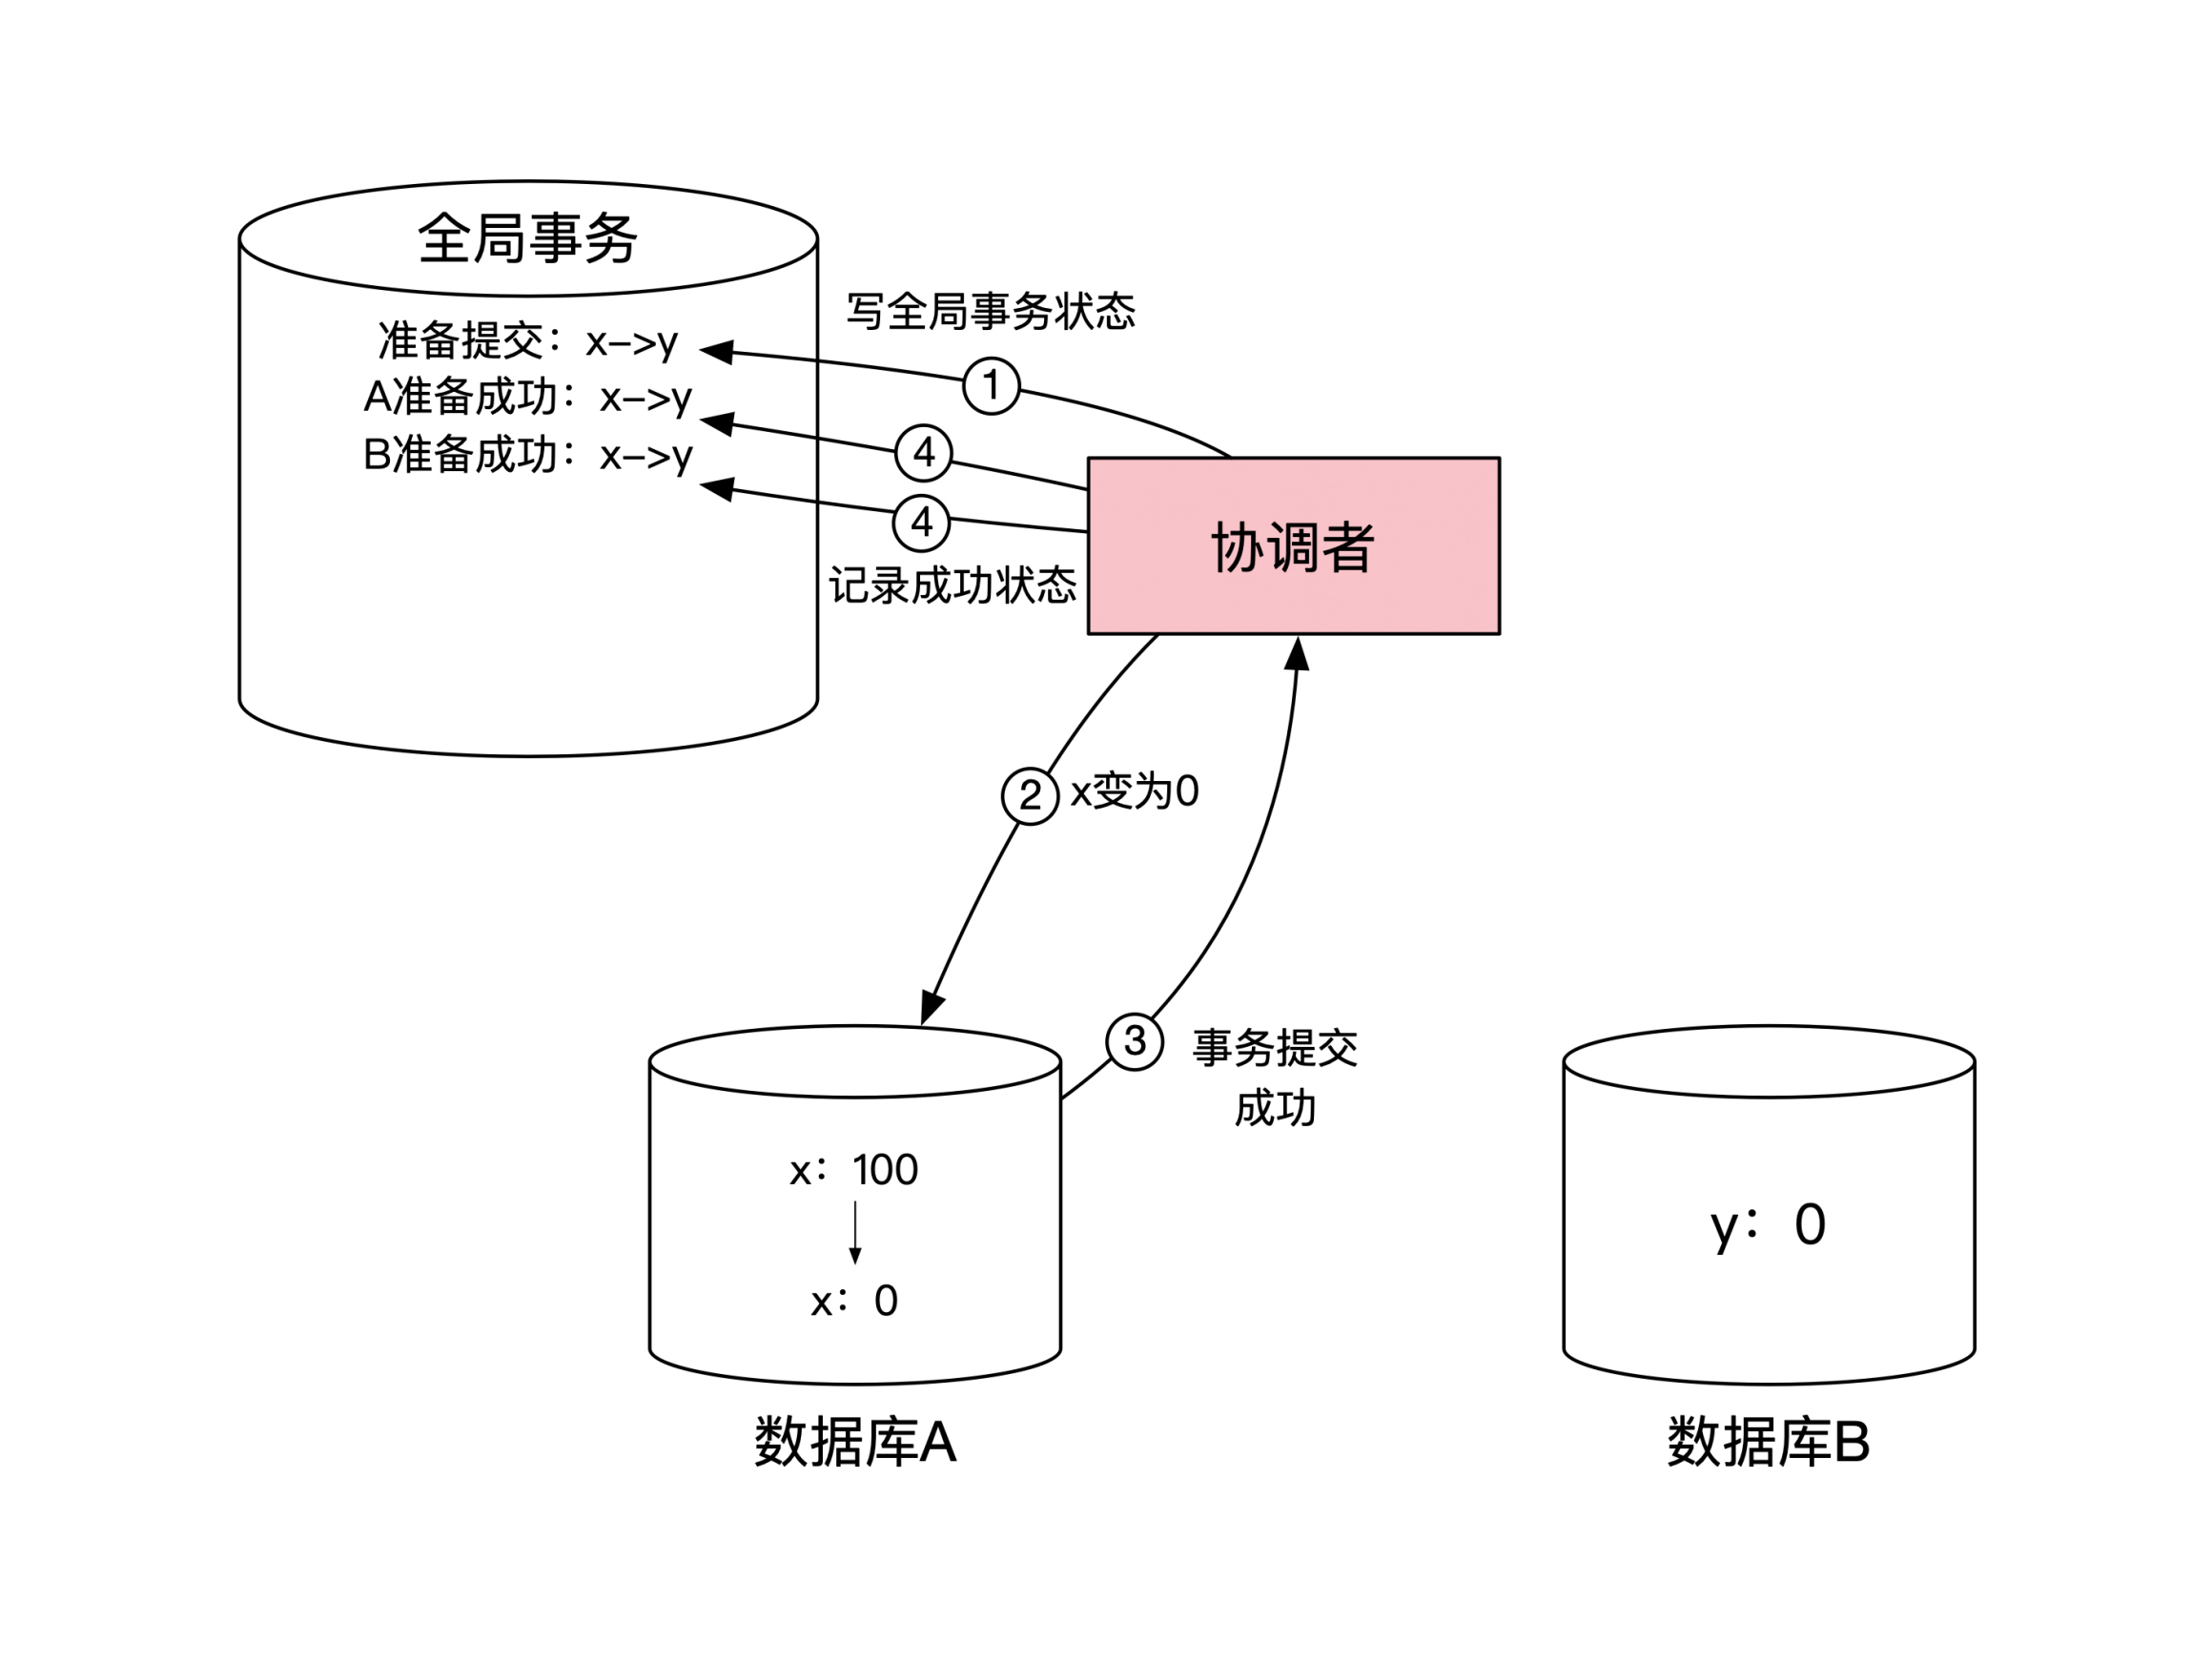 全局事务
写全局事务状态
准备提交：x—>y
A准备成功：x—>y
B准备成功：x—>y
1
4
4
协调者
记录成功状态
2
x变为0
3
事务提交
成功
x：100
x：0
y：0
数据库A
数据库B